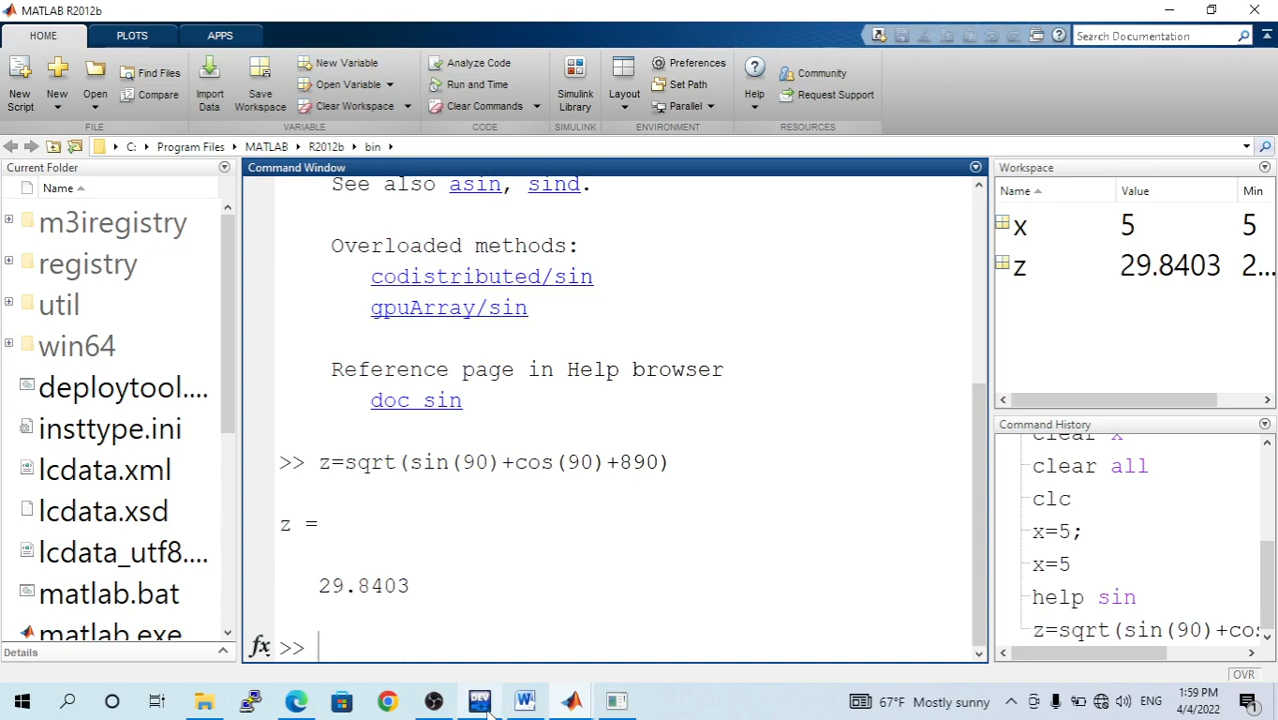 MATLAB R2012b
HOME
PLOTS
APPS
Search Documentation
New Script
New
Open
Find Files
Compare
FILE
Import Data
Save Workspace
New Variable
Open Variable
Clear Workspace
VARIABLE
Analyze Code
Run and Time
Clear Commands
CODE
Simulink Library
SIMULINK
Layout
Preferences
Set Path
Parallel
ENVIRONMENT
Help
Community
Request Support
RESOURCES
C: Program Files MATLAB R2012b bin
Current Folder
Name
m3iregistry
registry
util
win64
deploytool....
insttype.ini
lcdata.xml
lcdata.xsd
lcdata_utf8....
matlab.bat
matlab.exe
Details
Command Window
See also asin, sind.
Overloaded methods:
codistributed/sin
gpuArray/sin
Reference page in Help browser
doc sin
>> z=sqrt(sin(90)+cos(90)+890)
z =
29.8403
fx >>
Workspace
Name Value Min
x 5 5
z 29.8403 2...
Command History
clear x
clear all
clc
x=5;
x=5
help sin
z=sqrt(sin(90)+cos
OVR
DEV
W
67°F Mostly sunny
ENG
1:59 PM
4/4/2022
1